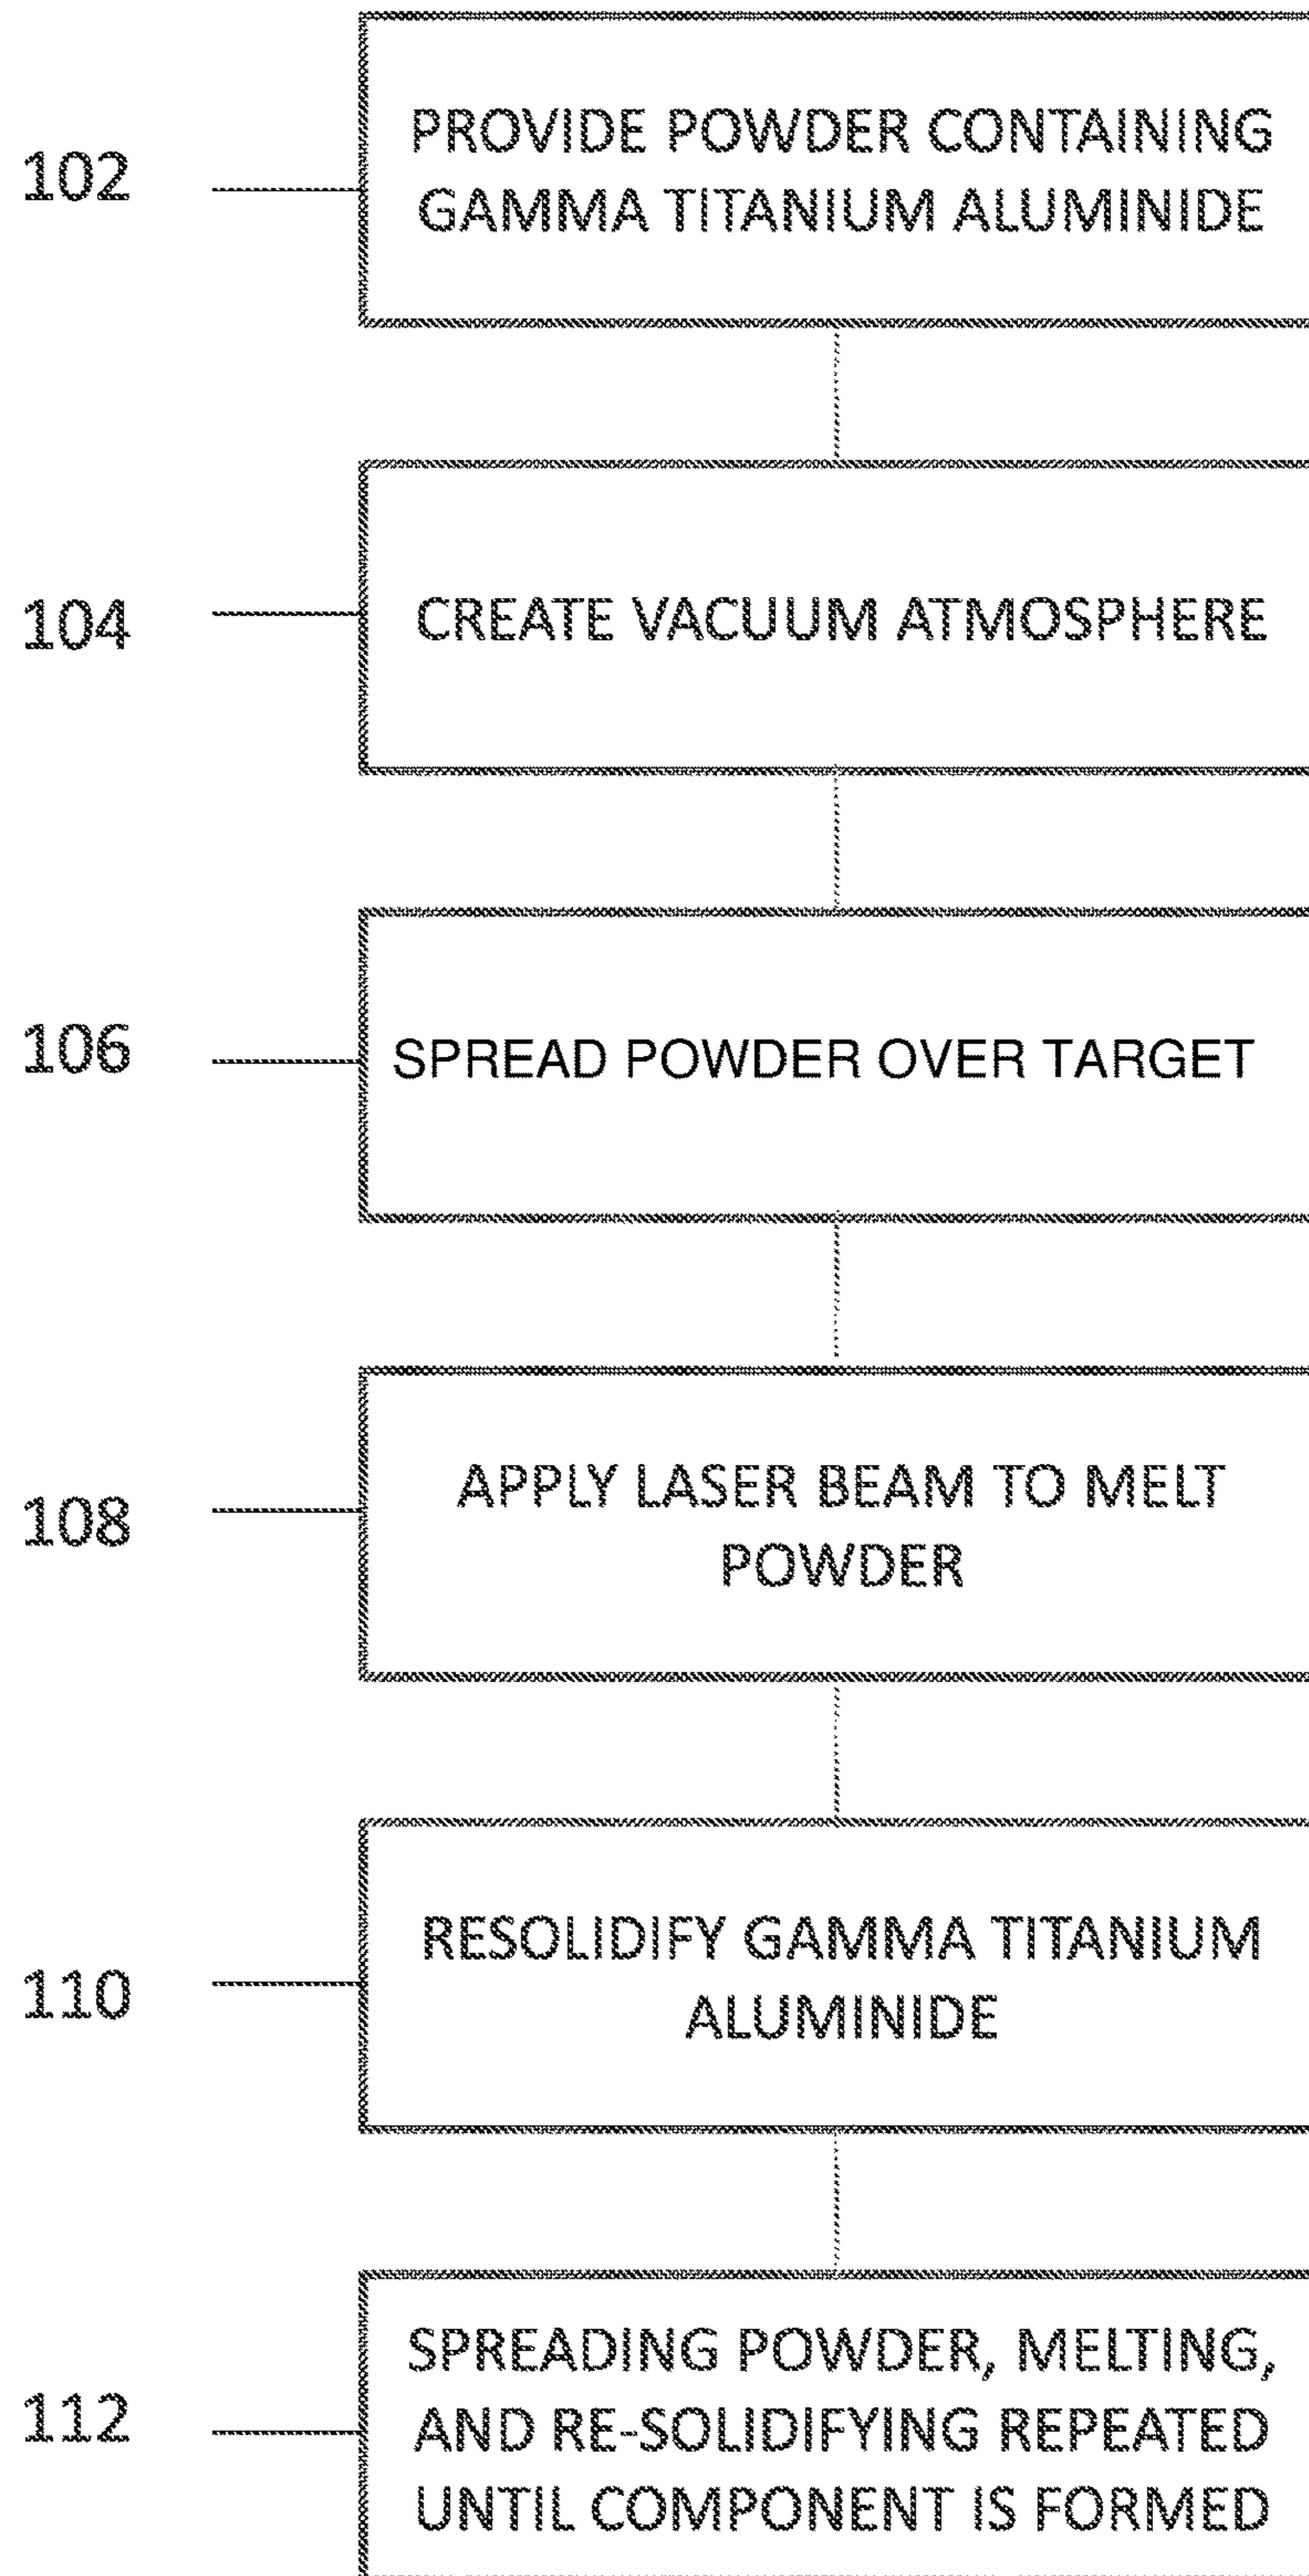 102
PROVIDE POWDER CONTAINING
GAMMA TITANIUM ALUMINIDE
104
CREATE VACUUM ATMOSPHERE
106
SPREAD POWDER OVER TARGET
108
APPLY LASER BEAM TO MELT
POWDER
110
RESOLIDIFY GAMMA TITANIUM
ALUMINIDE
112
SPREADING POWDER, MELTING,
AND RE-SOLIDIFYING REPEATED
UNTIL COMPONENT IS FORMED